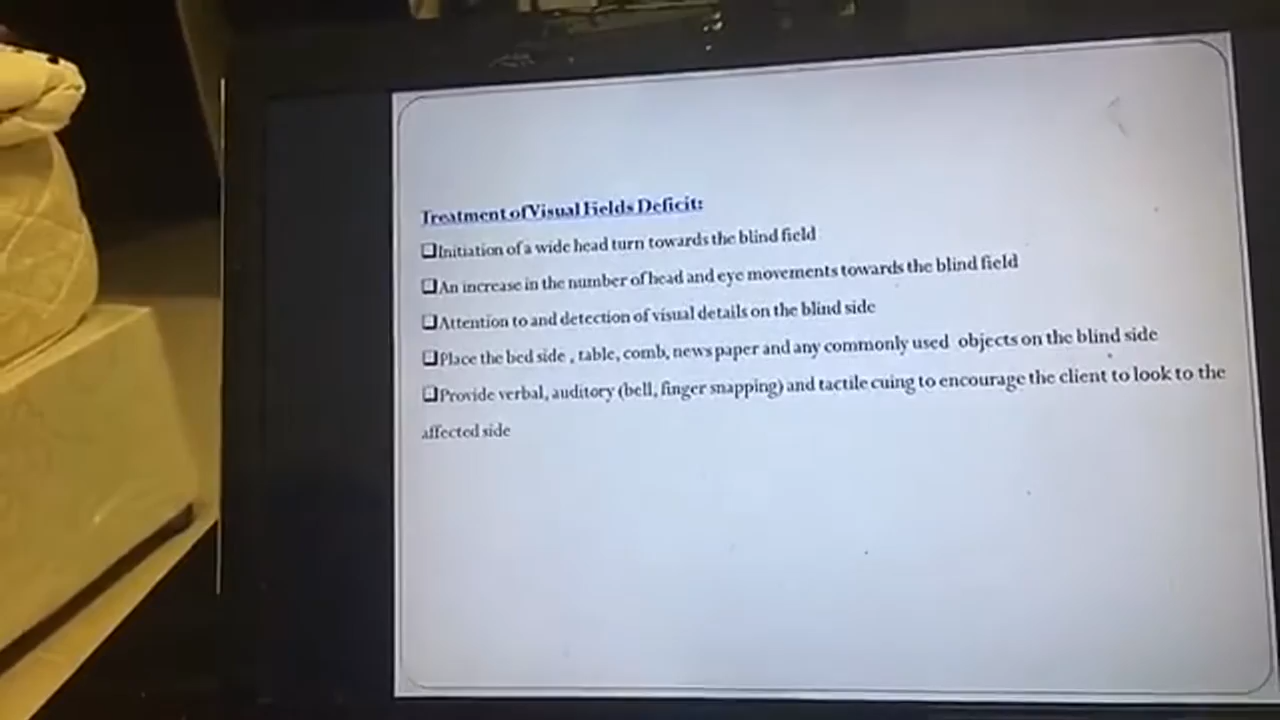 Treatment of Visual Fields Deficit:
❑Initiation of a wide head turn towards the blind field
❑An increase in the number of head and eye movements towards the blind field
❑Attention to and detection of visual details on the blind side
❑Place the bed side , table, comb, news paper and any commonly used objects on the blind side
❑Provide verbal, auditory (bell, finger snapping) and tactile cuing to encourage the client to look to the
affected side